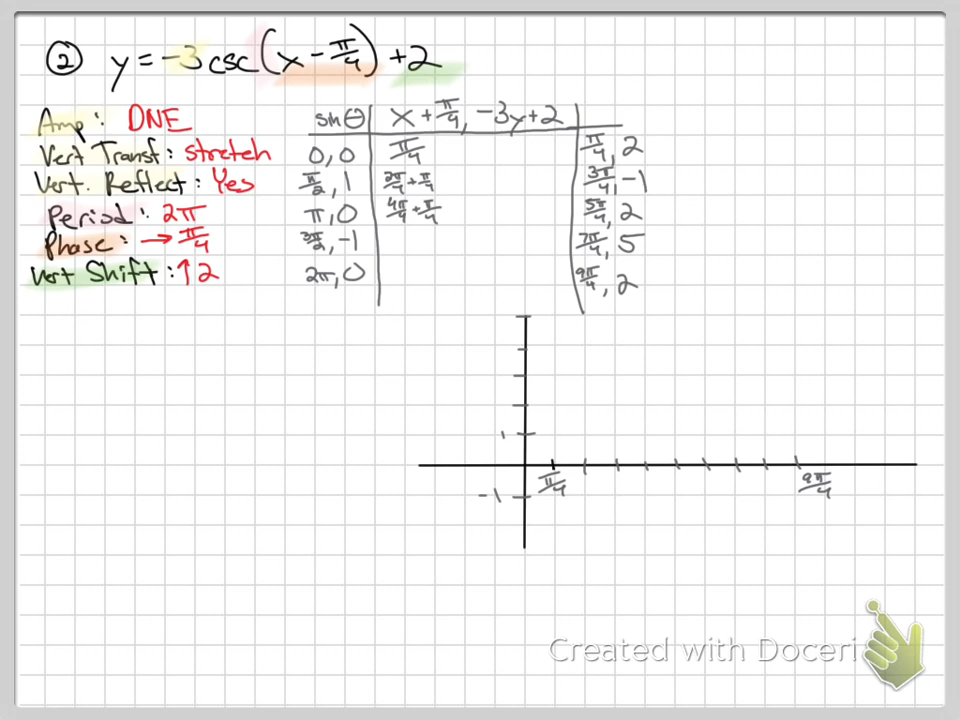 ② y = -3 csc(x - π/4) + 2
Amp: DNE
Vert Transf: stretch
Vert. Reflect: Yes
Period: 2π
Phase: → π/4
Vert Shift: ↑2
sin θ | x + π/4, -3y+2 |
0, 0 | π/4 | π/4, 2
π/2, 1 | 2π/4 + π/4 | 3π/4, -1
π, 0 | 4π/4 + π/4 | 5π/4, 2
3π/2, -1 | | 7π/4, 5
2π, 0 | | 9π/4, 2
1
π/4 9π/4
-1
Created with Doceri